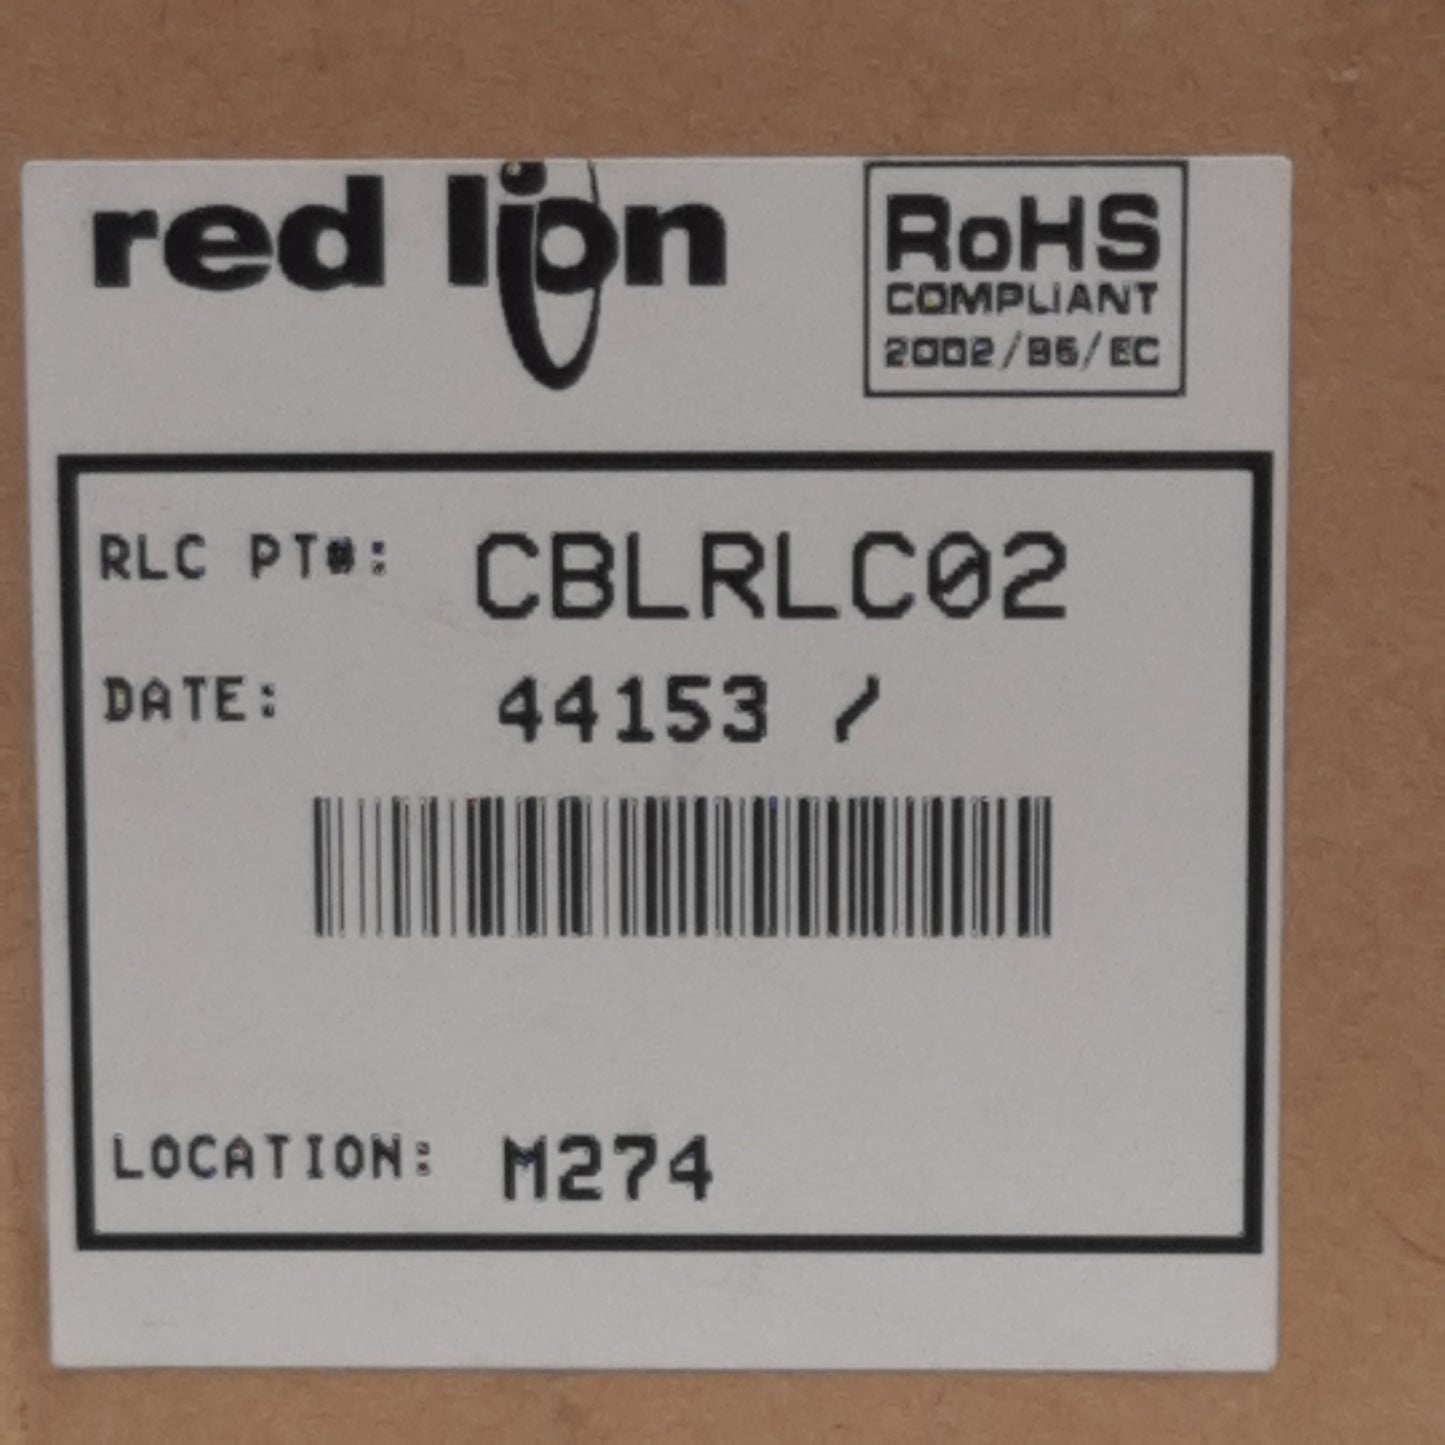 red lion
RoHS
COMPLIANT
2002/95/EC
RLC PT#: CBLRLC02
DATE: 44153 /
LOCATION: M274